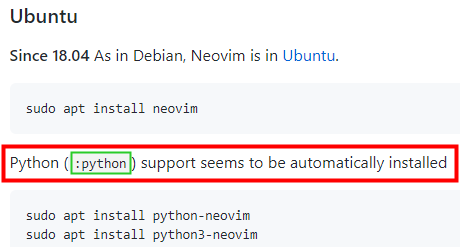 Ubuntu
Since 18.04 As in Debian, Neovim is in Ubuntu.
sudo apt install neovim
Python ( :python ) support seems to be automatically installed
sudo apt install python-neovim
sudo apt install python3-neovim